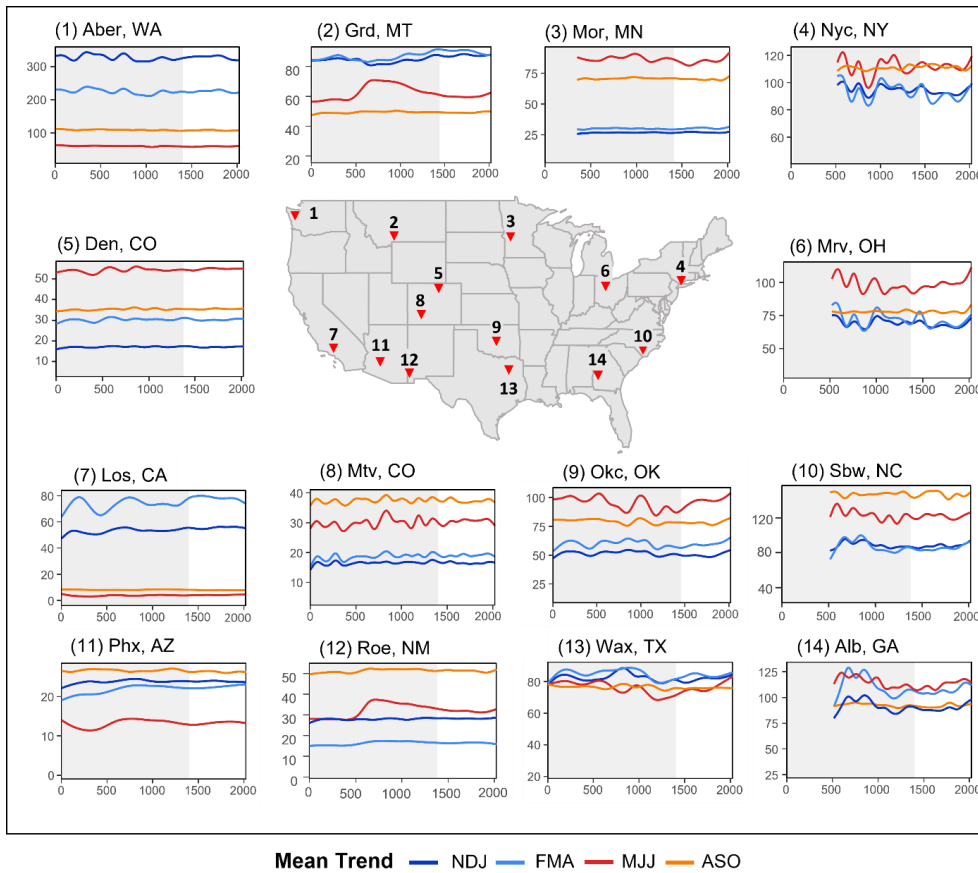 (1) Aber, WA
300
200
100
0 500 1000 1500 2000
(2) Grd, MT
80
60
40
20
0 500 1000 1500 2000
(3) Mor, MN
75
50
25
0 500 1000 1500 2000
(4) Nyc, NY
120
100
80
60
0 500 1000 1500 2000
(5) Den, CO
50
40
30
20
10
0 500 1000 1500 2000
1
2
3
4
5
6
7
8
9
10
11
12
13
14
(6) Mrv, OH
100
75
50
0 500 1000 1500 2000
(7) Los, CA
80
60
40
20
0
0 500 1000 1500 2000
(8) Mtv, CO
40
30
20
10
0 500 1000 1500 2000
(9) Okc, OK
100
75
50
25
0 500 1000 1500 2000
(10) Sbw, NC
120
80
40
0 500 1000 1500 2000
(11) Phx, AZ
20
10
0
0 500 1000 1500 2000
(12) Roe, NM
50
40
30
20
10
0
0 500 1000 1500 2000
(13) Wax, TX
80
60
40
20
0 500 1000 1500 2000
(14) Alb, GA
125
100
75
50
25
0 500 1000 1500 2000
Mean Trend NDJ FMA MJJ ASO